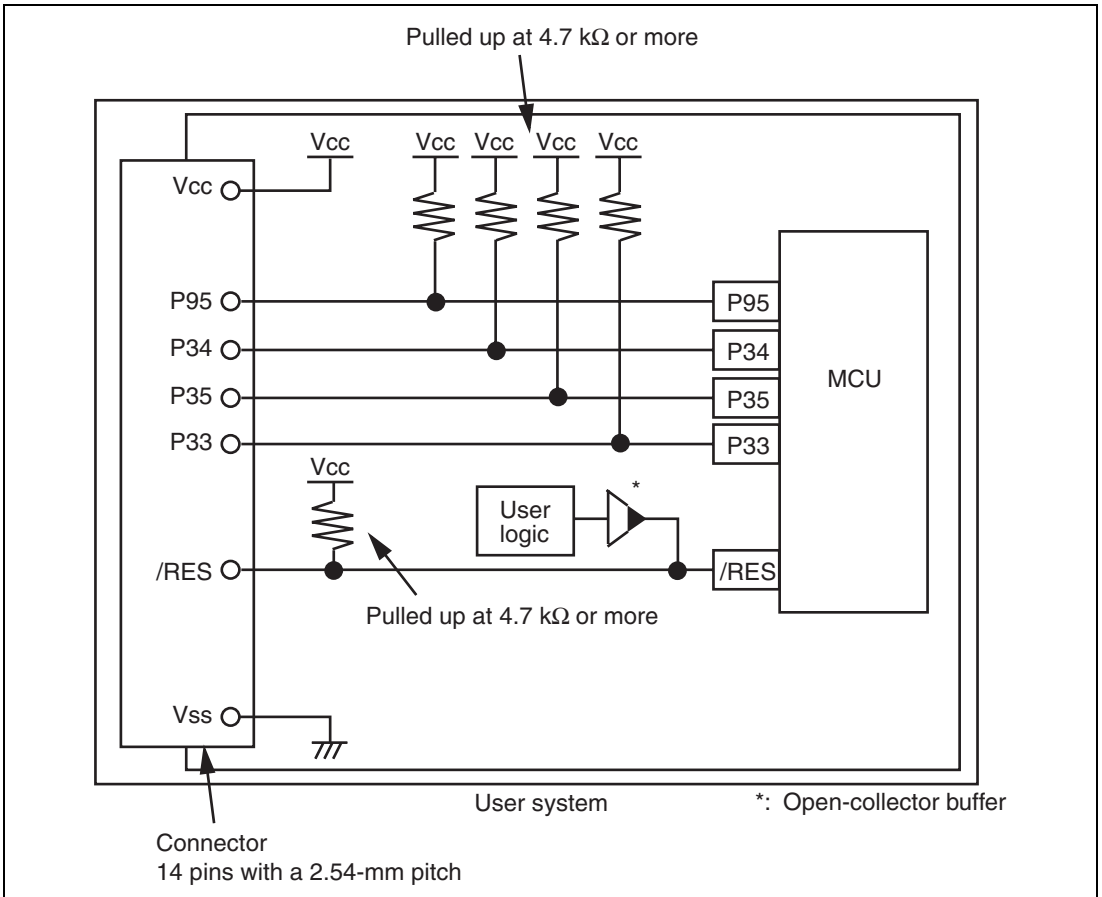 Pulled up at 4.7 kΩ or more
Vcc
Vcc
Vcc
Vcc
Vcc
Vcc
P95
P95
P34
P34
MCU
P35
P35
P33
P33
Vcc
*
User
logic
/RES
/RES
Pulled up at 4.7 kΩ or more
Vss
User system
*: Open-collector buffer
Connector
14 pins with a 2.54-mm pitch